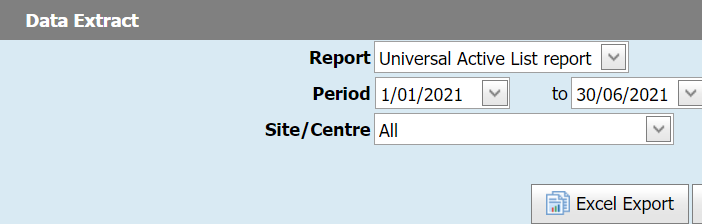 Data Extract
Report Universal Active List report
Period 1/01/2021 to 30/06/2021
Site/Centre All
Excel Export